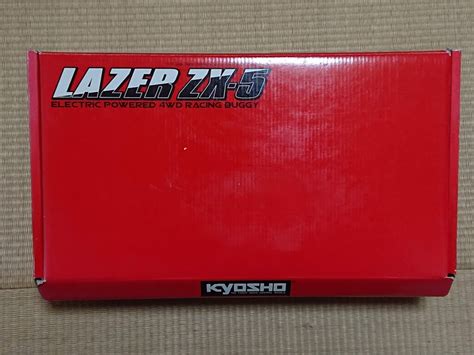 LAZER ZX-5
ELECTRIC POWERED 4WD RACING BUGGY
KYOSHO